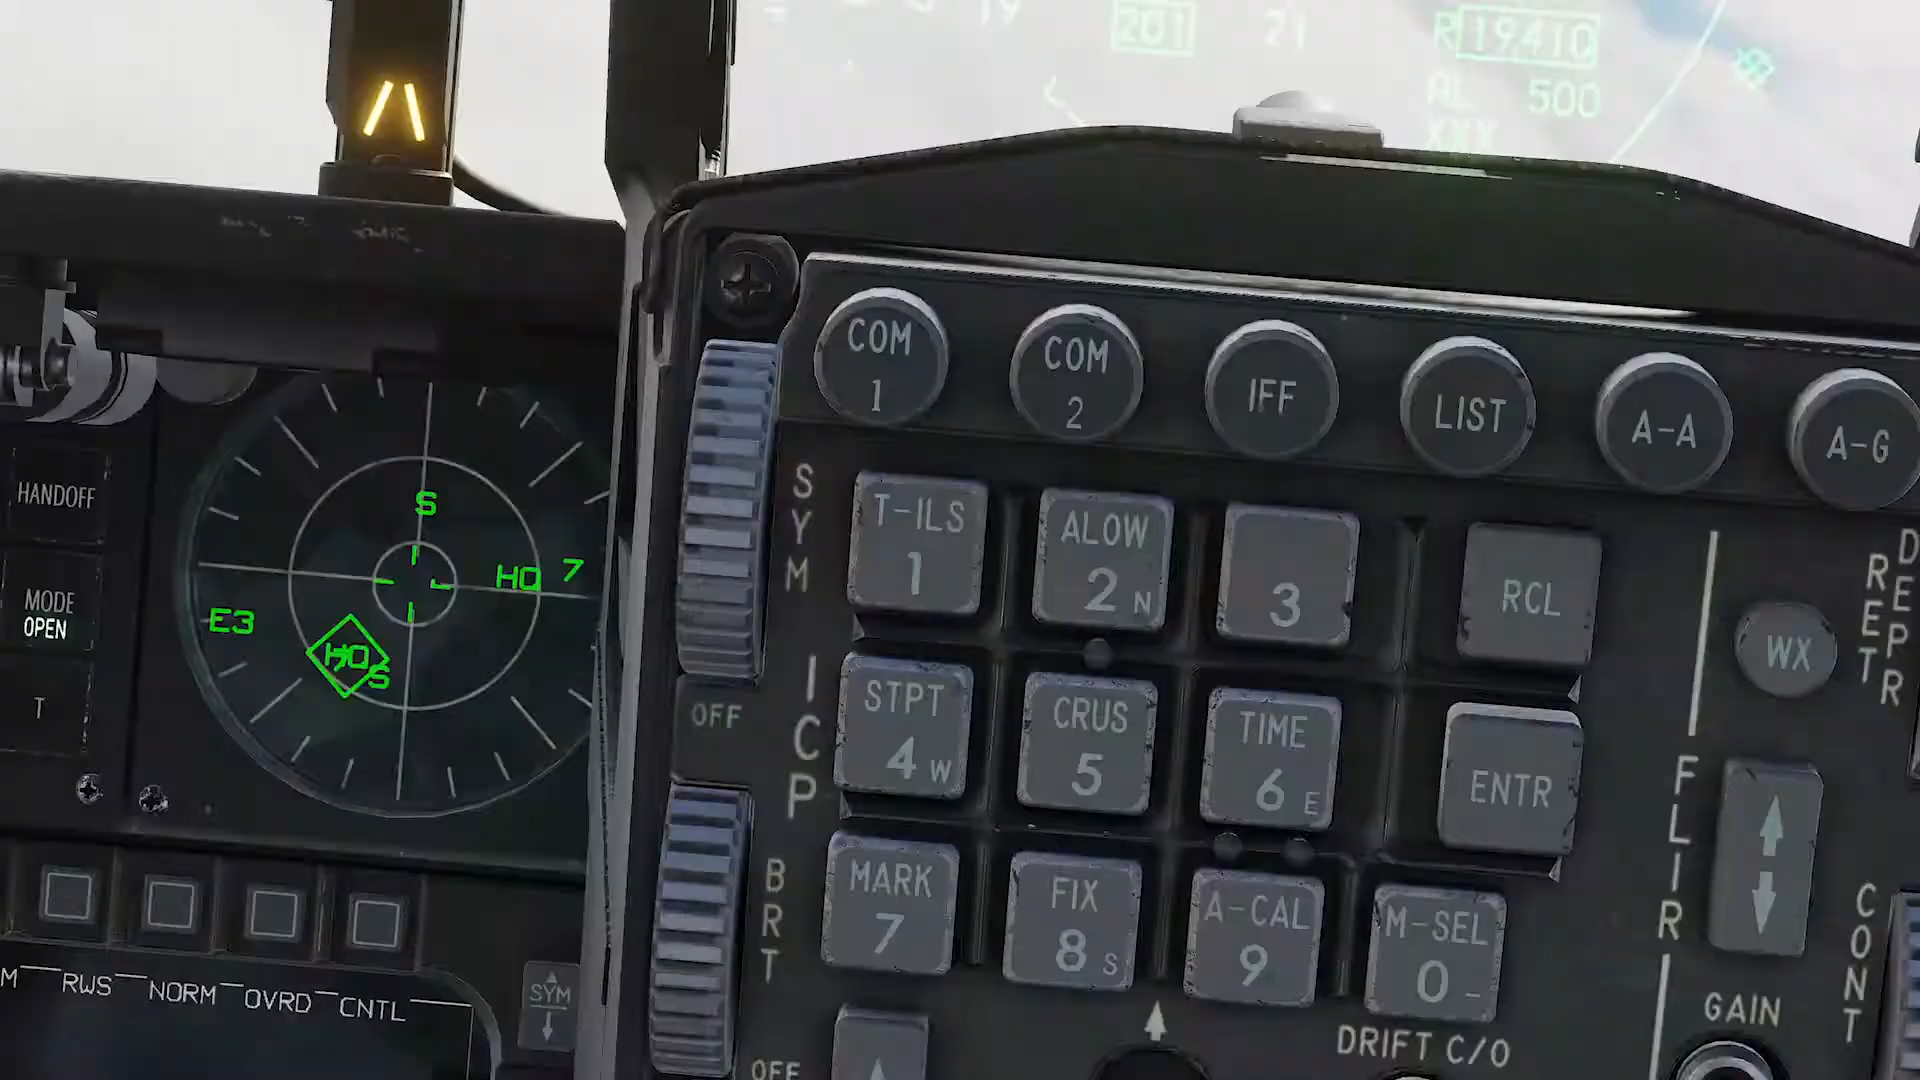 201
21
R 19410
AL 500
COM 1
COM 2
IFF
LIST
A-A
A-G
SYM
T-ILS 1
ALOW 2 N
3
RCL
WX
DEPR
RET
HANDOFF
MODE
OPEN
T
S
HO
7
E3
HO
S
OFF
ICP
STPT 4 W
CRUS 5
TIME 6 E
ENTR
FLIR
BRT
MARK 7
FIX 8 S
A-CAL 9
M-SEL 0 -
CONT
GAIN
DRIFT C/O
OFF
M RWS NORM OVRD CNTL
SYM